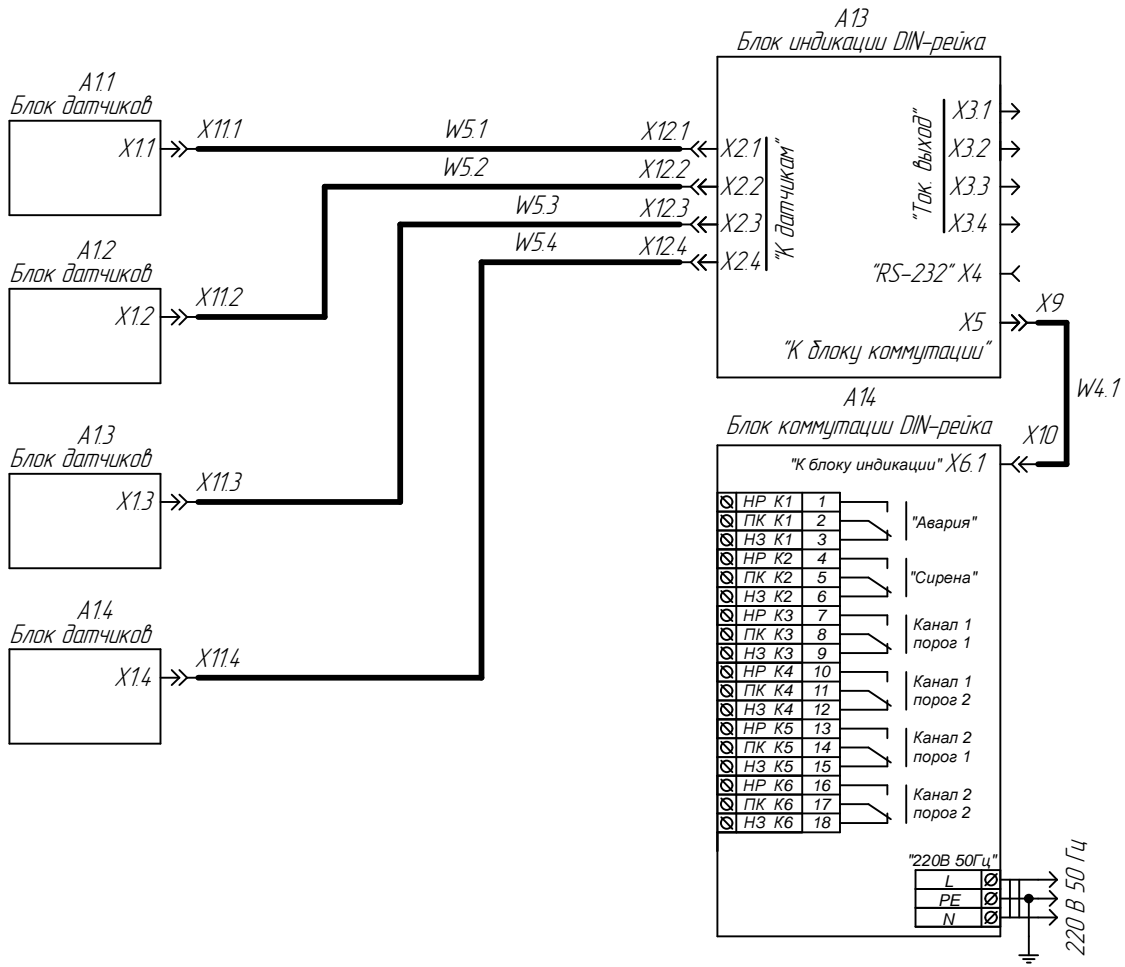 A1.1
Блок датчиков
X1.1
X11.1
W5.1
X12.1
A1.2
Блок датчиков
X1.2
X11.2
W5.2
X12.2
A1.3
Блок датчиков
X1.3
X11.3
W5.3
X12.3
A1.4
Блок датчиков
X1.4
X11.4
W5.4
X12.4
A13
Блок индикации DIN-рейка
X2.1
X2.2
X2.3
X2.4
"К датчикам"
"Ток. выход"
X3.1
X3.2
X3.3
X3.4
"RS-232" X4
X5
"К блоку коммутации"
X9
W4.1
X10
A14
Блок коммутации DIN-рейка
"К блоку индикации" X6.1
НР К1 1
ПК К1 2
НЗ К1 3
"Авария"
НР К2 4
ПК К2 5
НЗ К2 6
"Сирена"
НР К3 7
ПК К3 8
НЗ К3 9
Канал 1
порог 1
НР К4 10
ПК К4 11
НЗ К4 12
Канал 1
порог 2
НР К5 13
ПК К5 14
НЗ К5 15
Канал 2
порог 1
НР К6 16
ПК К6 17
НЗ К6 18
Канал 2
порог 2
"220В 50Гц"
L
PE
N
220 В 50 Гц